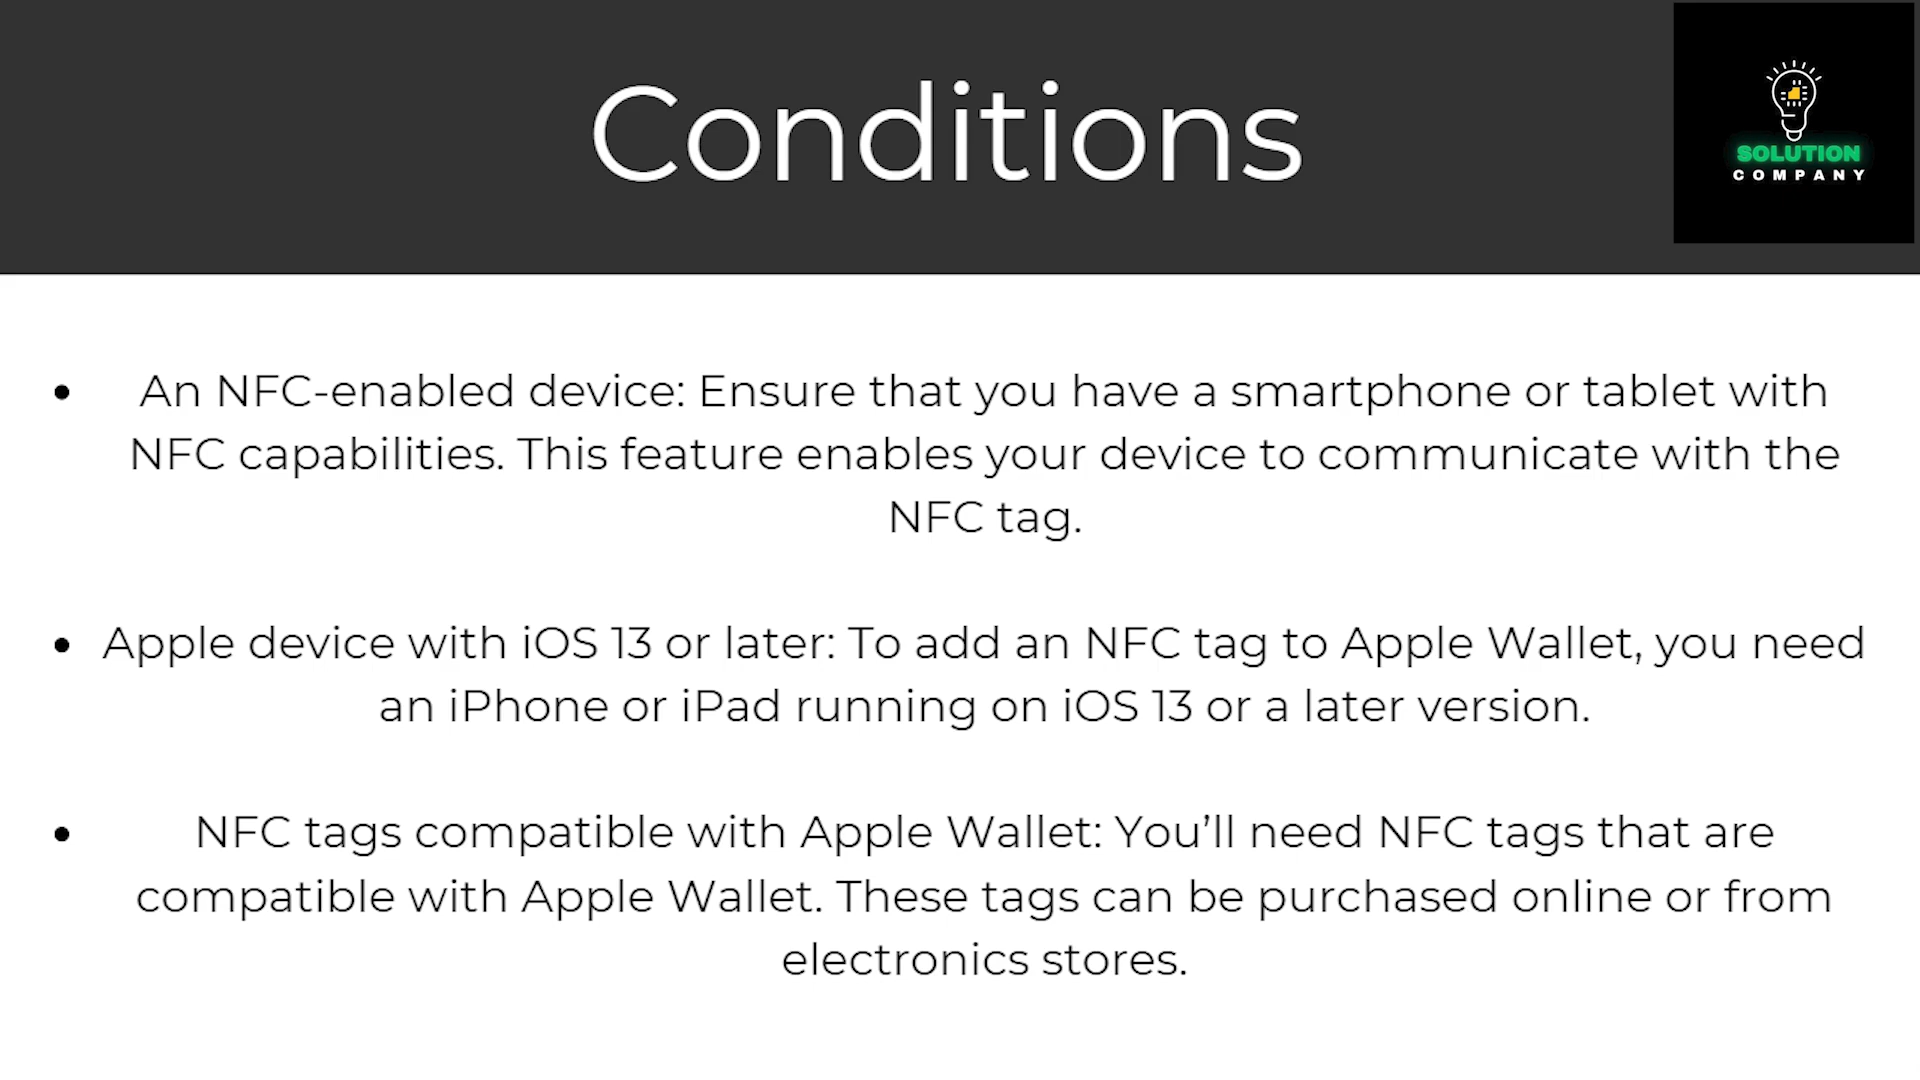 Conditions
SOLUTION
COMPANY
• An NFC-enabled device: Ensure that you have a smartphone or tablet with
NFC capabilities. This feature enables your device to communicate with the
NFC tag.
• Apple device with iOS 13 or later: To add an NFC tag to Apple Wallet, you need
an iPhone or iPad running on iOS 13 or a later version.
• NFC tags compatible with Apple Wallet: You’ll need NFC tags that are
compatible with Apple Wallet. These tags can be purchased online or from
electronics stores.